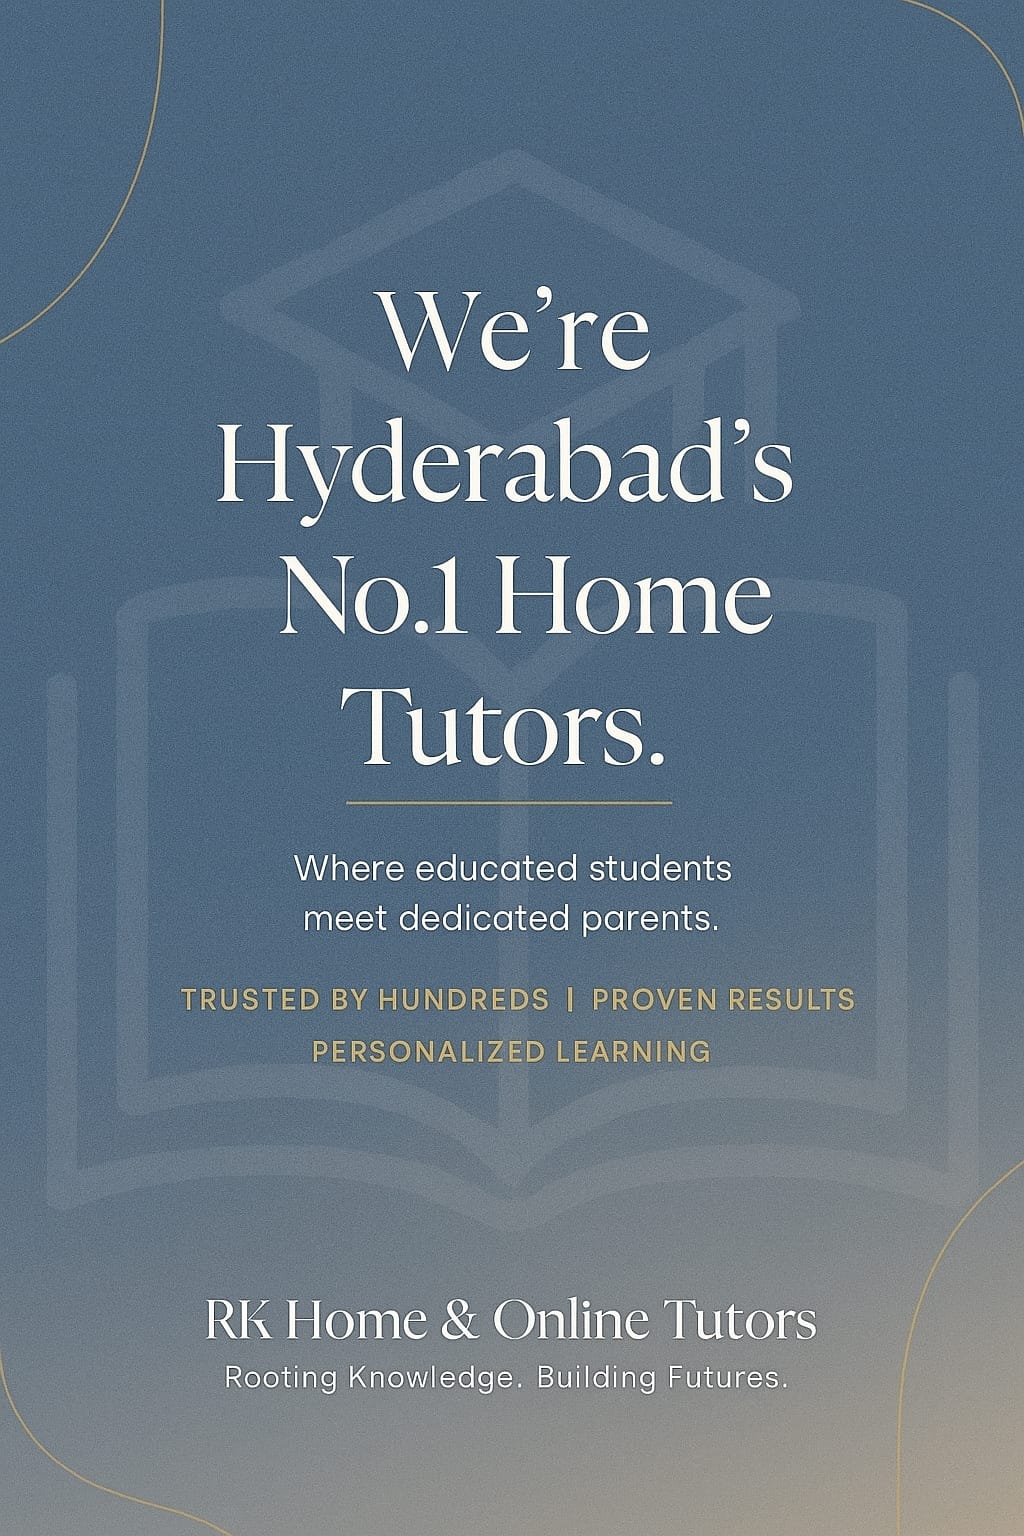 We’re
Hyderabad’s
No.1 Home
Tutors.
Where educated students
meet dedicated parents.
TRUSTED BY HUNDREDS | PROVEN RESULTS
PERSONALIZED LEARNING
RK Home & Online Tutors
Rooting Knowledge. Building Futures.